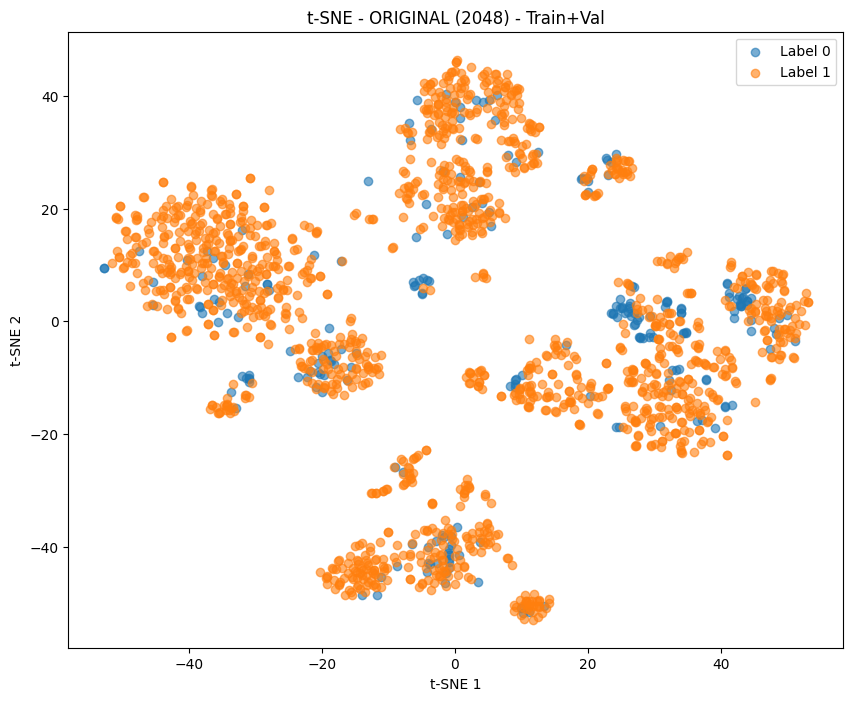 t-SNE - ORIGINAL (2048) - Train+Val
Label 0
Label 1
40
20
0
−20
−40
t-SNE 2
−40
−20
0
20
40
t-SNE 1